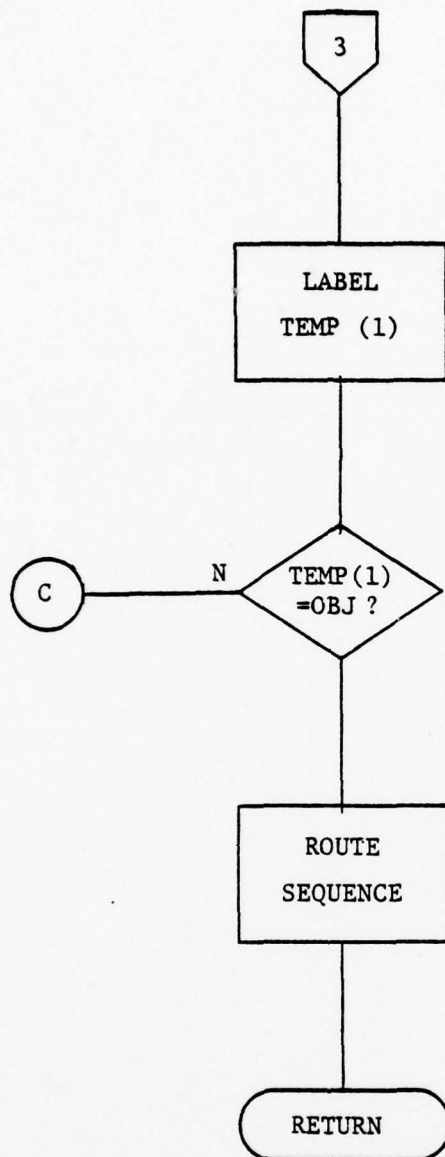 3
LABEL
TEMP (1)
N
C
TEMP(1)
=OBJ ?
ROUTE
SEQUENCE
RETURN